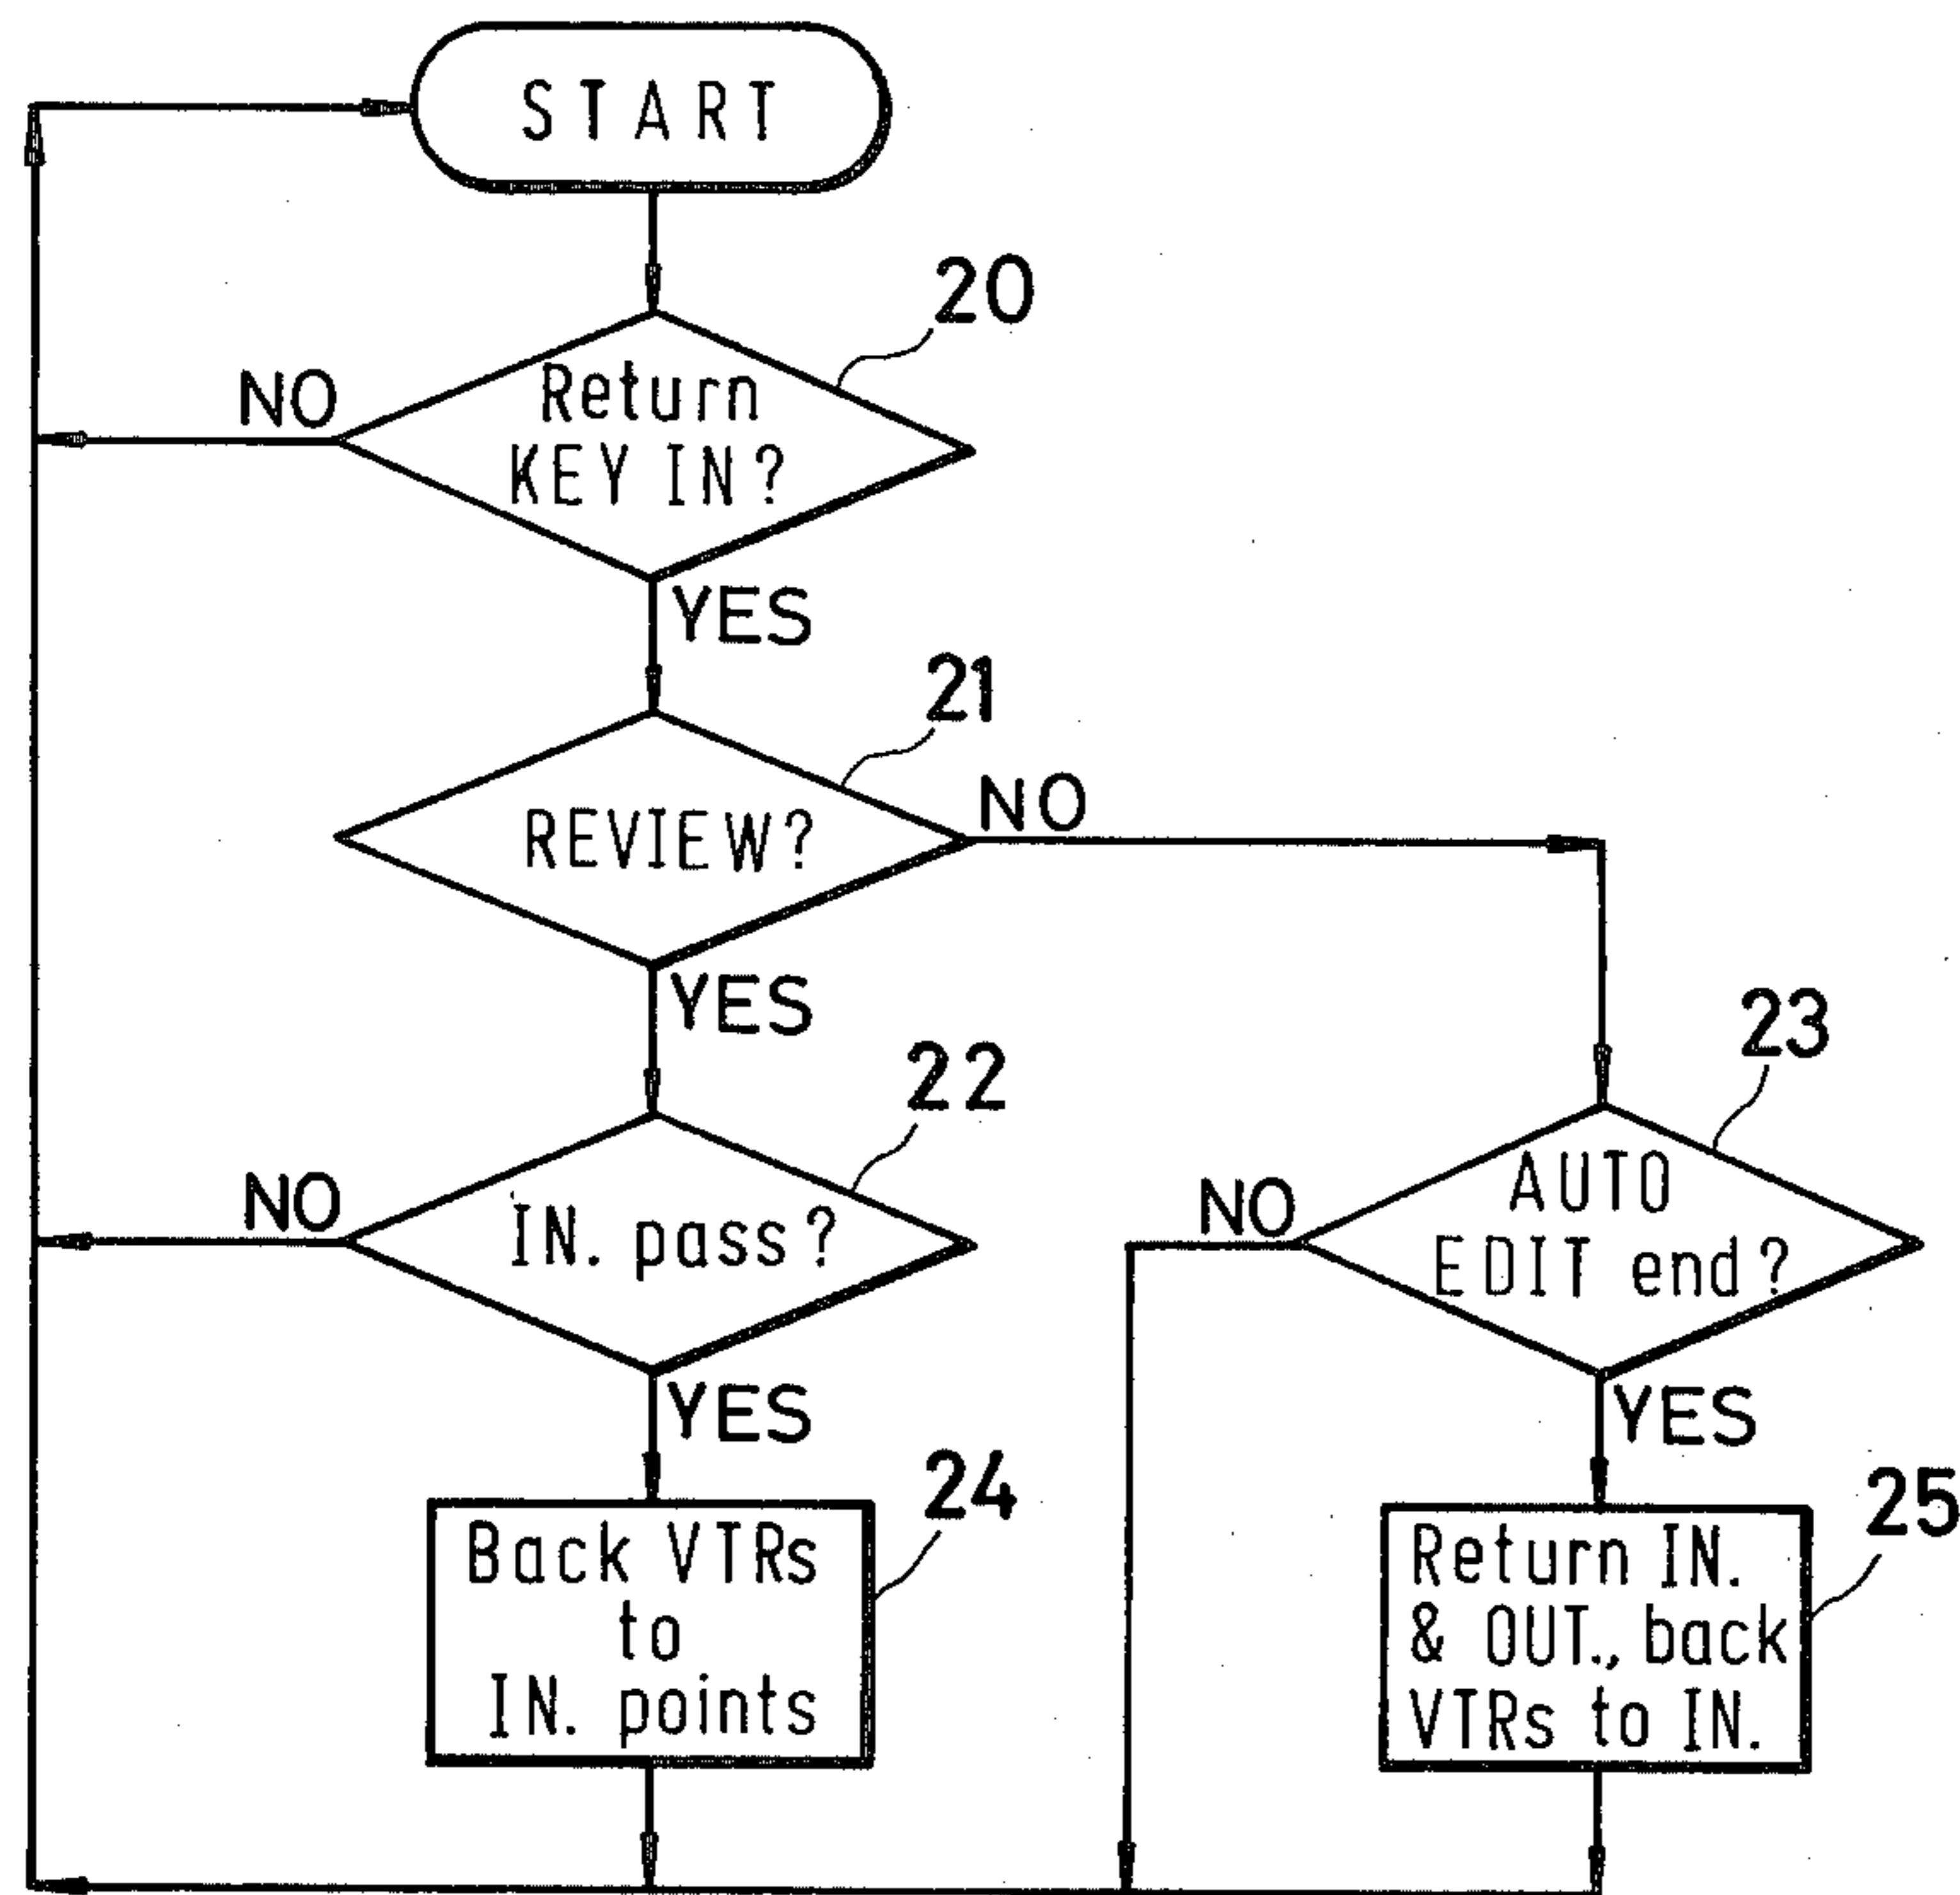 START
20
Return
KEY IN?
NO
YES
21
REVIEW?
NO
YES
22
IN. pass?
NO
YES
23
AUTO
EDIT end?
NO
YES
24
Back VTRs
to
IN. points
25
Return IN.
& OUT., back
VTRs to IN.